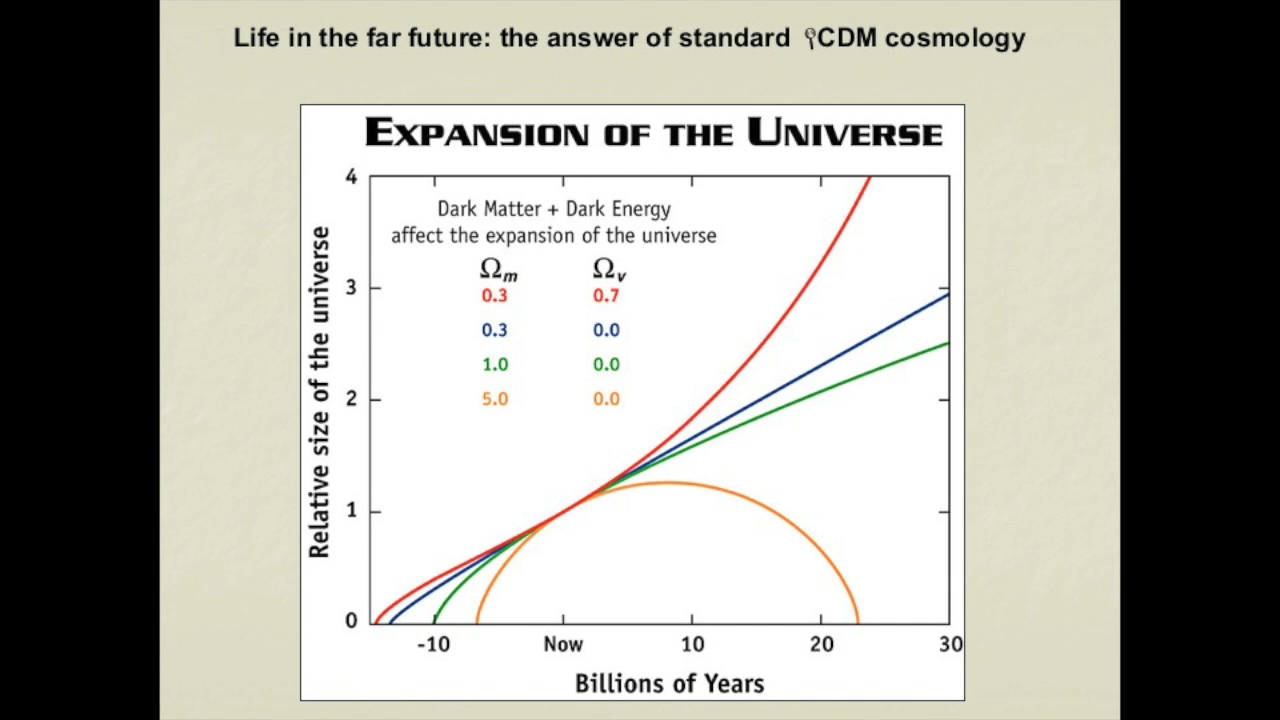 Life in the far future: the answer of standard CDM cosmology
EXPANSION OF THE UNIVERSE
Dark Matter + Dark Energy
affect the expansion of the universe
Ωm Ωv
0.3 0.7
0.3 0.0
1.0 0.0
5.0 0.0
Relative size of the universe
4
3
2
1
0
-10 Now 10 20 30
Billions of Years